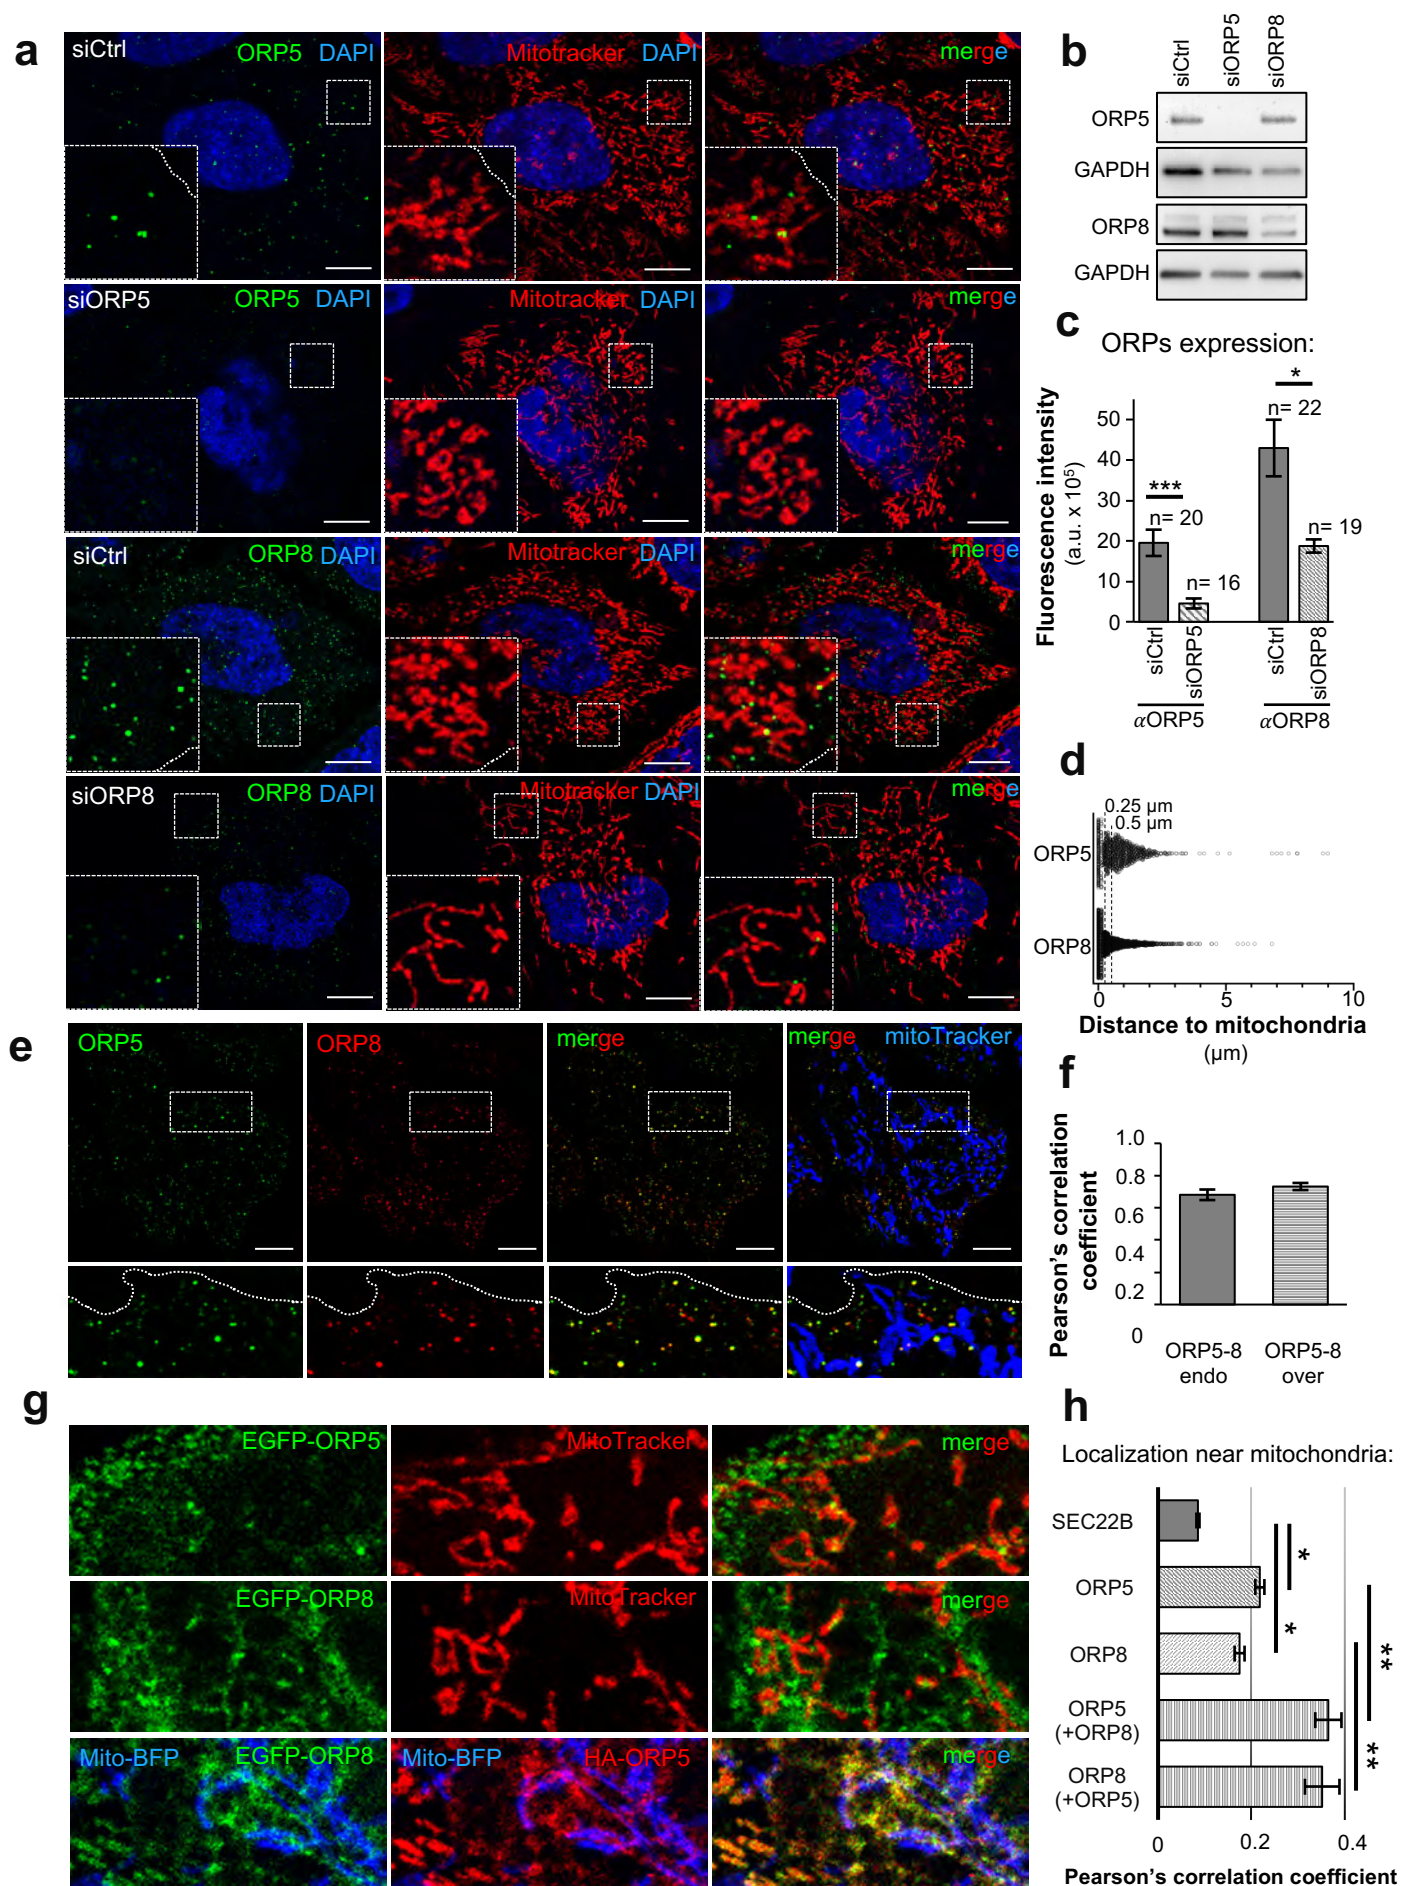 a
siCtrl
ORP5 DAPI
Mitotracker DAPI
merge
siORP5
ORP5 DAPI
Mitotracker DAPI
merge
siCtrl
ORP8 DAPI
Mitotracker DAPI
merge
siORP8
ORP8 DAPI
Mitotracker DAPI
merge
b
siCtrl
siORP5
siORP8
ORP5
GAPDH
ORP8
GAPDH
c
ORPs expression:
Fluorescence intensity
(a.u. x 10⁵)
50
40
30
20
10
0
***
n= 20
n= 16
*
n= 22
n= 19
siCtrl
siORP5
siCtrl
siORP8
αORP5
αORP8
d
0.25 µm
0.5 µm
ORP5
ORP8
0
5
10
Distance to mitochondria
(µm)
e
ORP5
ORP8
merge
merge mitoTracker
f
Pearson's correlation
coefficient
1.0
0.8
0.6
0.4
0.2
0
ORP5-8
endo
ORP5-8
over
g
EGFP-ORP5
MitoTracker
merge
EGFP-ORP8
MitoTracker
merge
Mito-BFP EGFP-ORP8
Mito-BFP HA-ORP5
merge
h
Localization near mitochondria:
SEC22B
ORP5
ORP8
ORP5
(+ORP8)
ORP8
(+ORP5)
*
*
**
**
0
0.2
0.4
Pearson's correlation coefficient